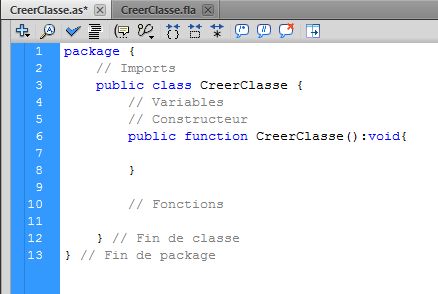 CreerClasse.as* CreerClasse.fla
1 package {
2 // Imports
3 public class CreerClasse {
4 // Variables
5 // Constructeur
6 public function CreerClasse():void{
7
8 }
9
10 // Fonctions
11
12 } // Fin de classe
13 } // Fin de package